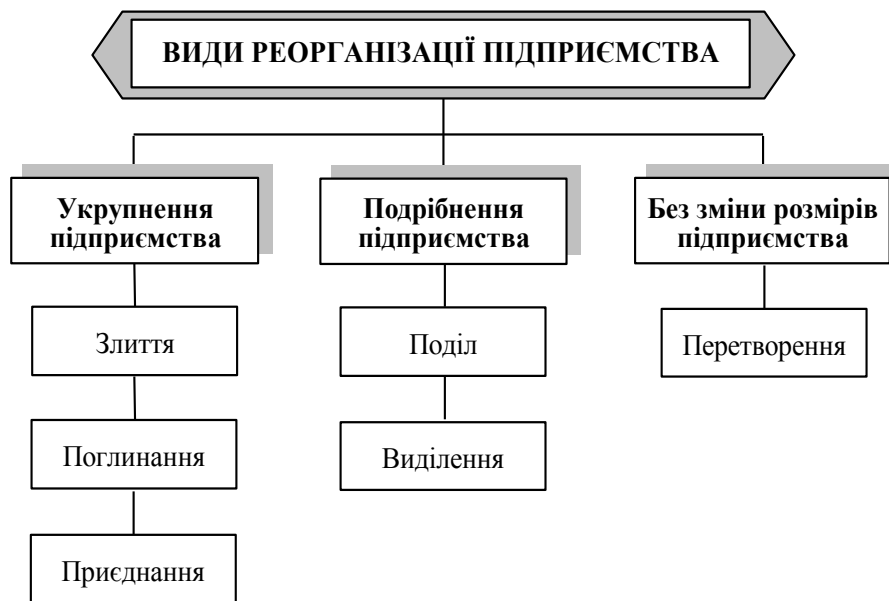 ВИДИ РЕОРГАНІЗАЦІЇ ПІДПРИЄМСТВА
Укрупнення
підприємства
Злиття
Поглинання
Приєднання
Подрібнення
підприємства
Поділ
Виділення
Без зміни розмірів
підприємства
Перетворення